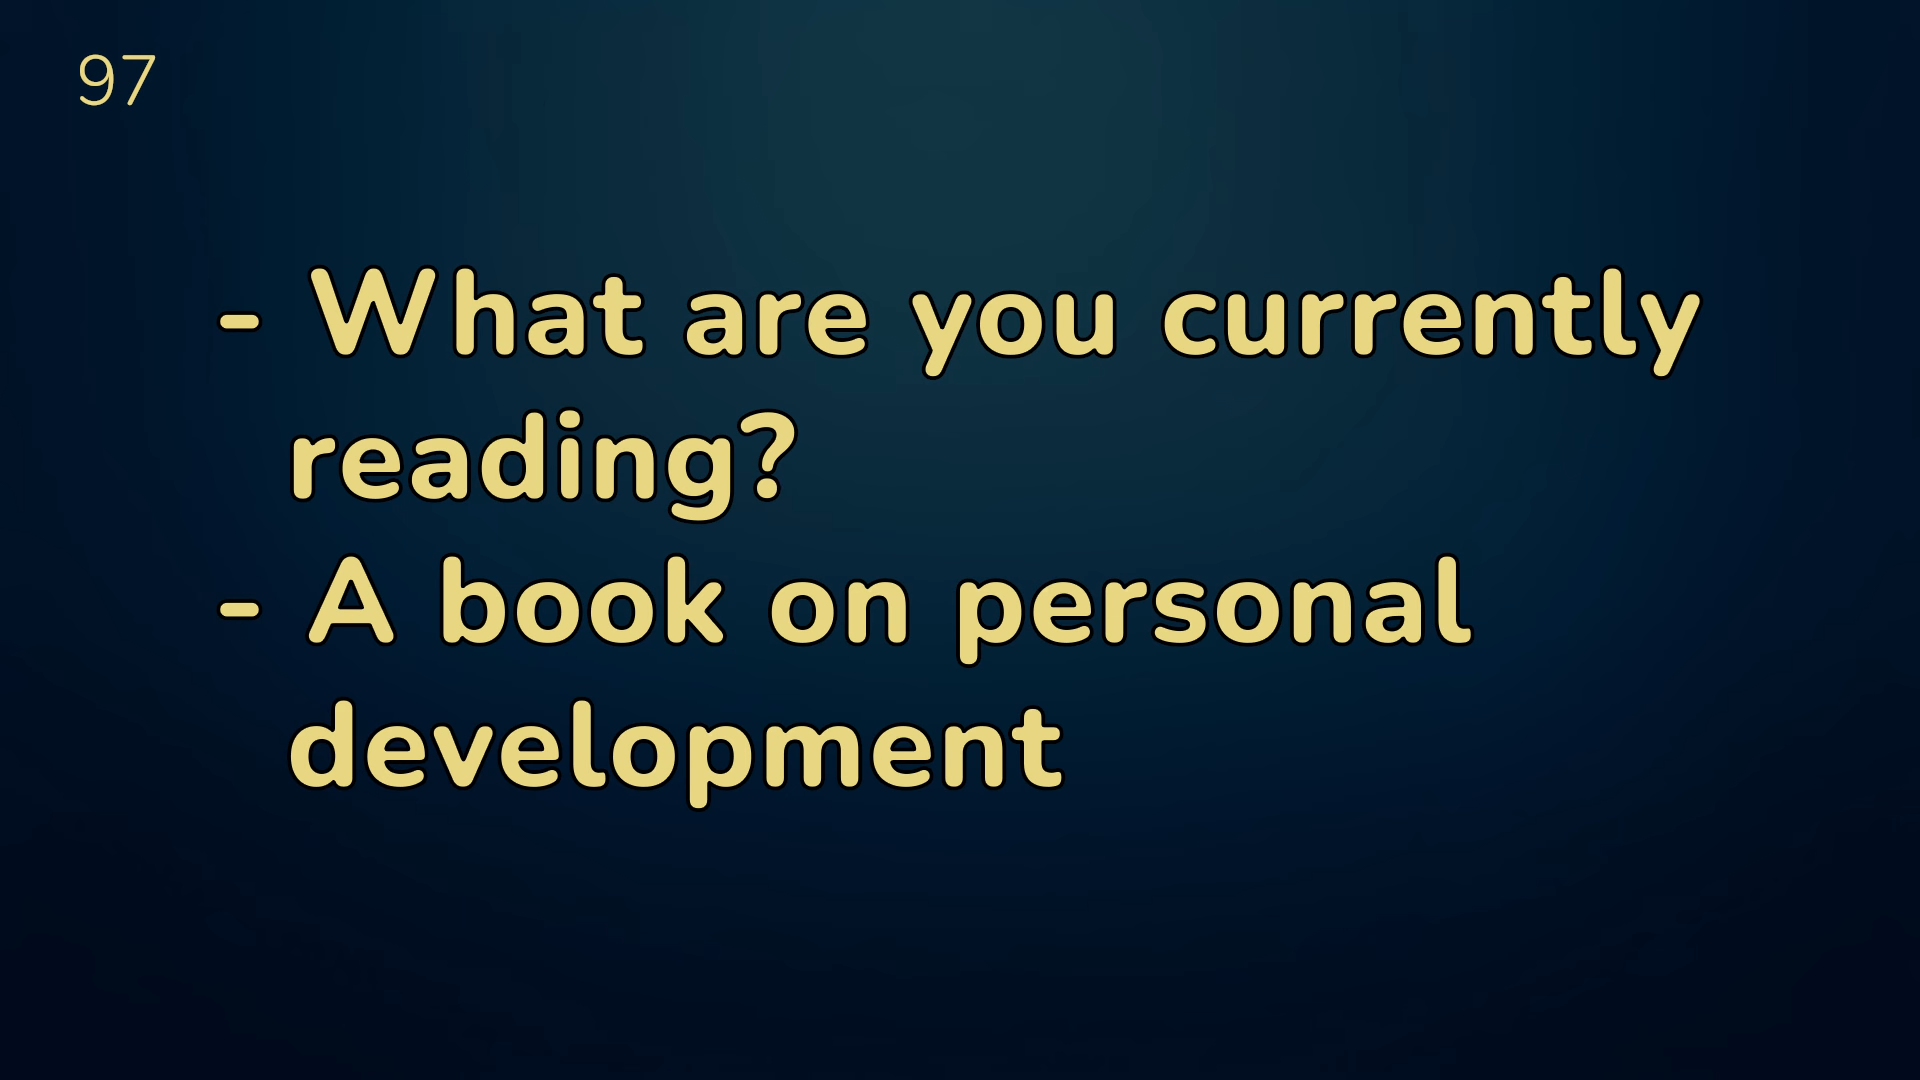 97
- What are you currently
reading?
- A book on personal
development